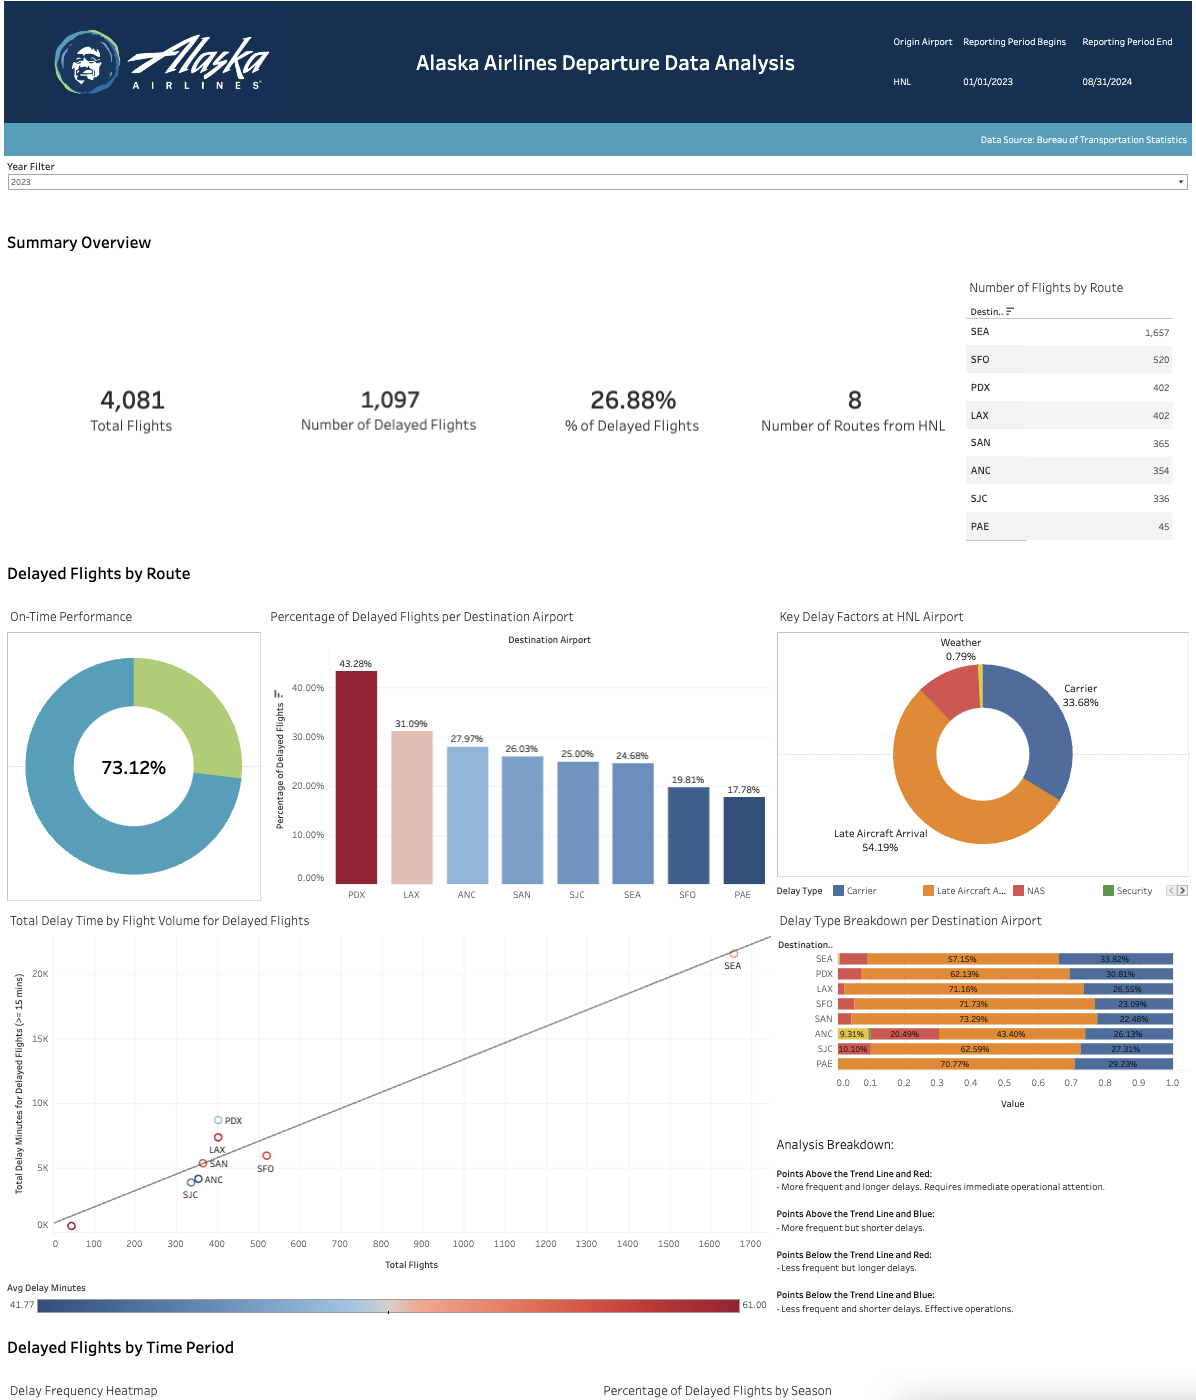 Alaska
AIRLINES
Alaska Airlines Departure Data Analysis
Origin Airport Reporting Period Begins Reporting Period End
HNL 01/01/2023 08/31/2024
Data Source: Bureau of Transportation Statistics
Year Filter
2023
Summary Overview
4,081
Total Flights
1,097
Number of Delayed Flights
26.88%
% of Delayed Flights
8
Number of Routes from HNL
Number of Flights by Route
Destin..
SEA 1,657
SFO 520
PDX 402
LAX 402
SAN 365
ANC 354
SJC 336
PAE 45
Delayed Flights by Route
On-Time Performance
73.12%
Percentage of Delayed Flights per Destination Airport
Destination Airport
Percentage of Delayed Flights
40.00%
30.00%
20.00%
10.00%
0.00%
43.28%
31.09%
27.97%
26.03%
25.00%
24.68%
19.81%
17.78%
PDX LAX ANC SAN SJC SEA SFO PAE
Key Delay Factors at HNL Airport
Weather
0.79%
Carrier
33.68%
Late Aircraft Arrival
54.19%
Delay Type Carrier Late Aircraft A... NAS Security
Total Delay Time by Flight Volume for Delayed Flights
Total Delay Minutes for Delayed Flights (>= 15 mins)
20K
15K
10K
5K
0K
SEA
PDX
LAX
SAN
SFO
ANC
SJC
0 100 200 300 400 500 600 700 800 900 1000 1100 1200 1300 1400 1500 1600 1700
Total Flights
Avg Delay Minutes
41.77 61.00
Delay Type Breakdown per Destination Airport
Destination..
SEA 57.15% 33.82%
PDX 62.13% 30.81%
LAX 71.16% 26.55%
SFO 71.73% 23.09%
SAN 73.29% 22.48%
ANC 9.31% 20.49% 43.40% 26.13%
SJC 10.10% 62.59% 27.31%
PAE 70.77% 29.23%
0.0 0.1 0.2 0.3 0.4 0.5 0.6 0.7 0.8 0.9 1.0
Value
Analysis Breakdown:
Points Above the Trend Line and Red:
- More frequent and longer delays. Requires immediate operational attention.
Points Above the Trend Line and Blue:
- More frequent but shorter delays.
Points Below the Trend Line and Red:
- Less frequent but longer delays.
Points Below the Trend Line and Blue:
- Less frequent and shorter delays. Effective operations.
Delayed Flights by Time Period
Delay Frequency Heatmap
Percentage of Delayed Flights by Season